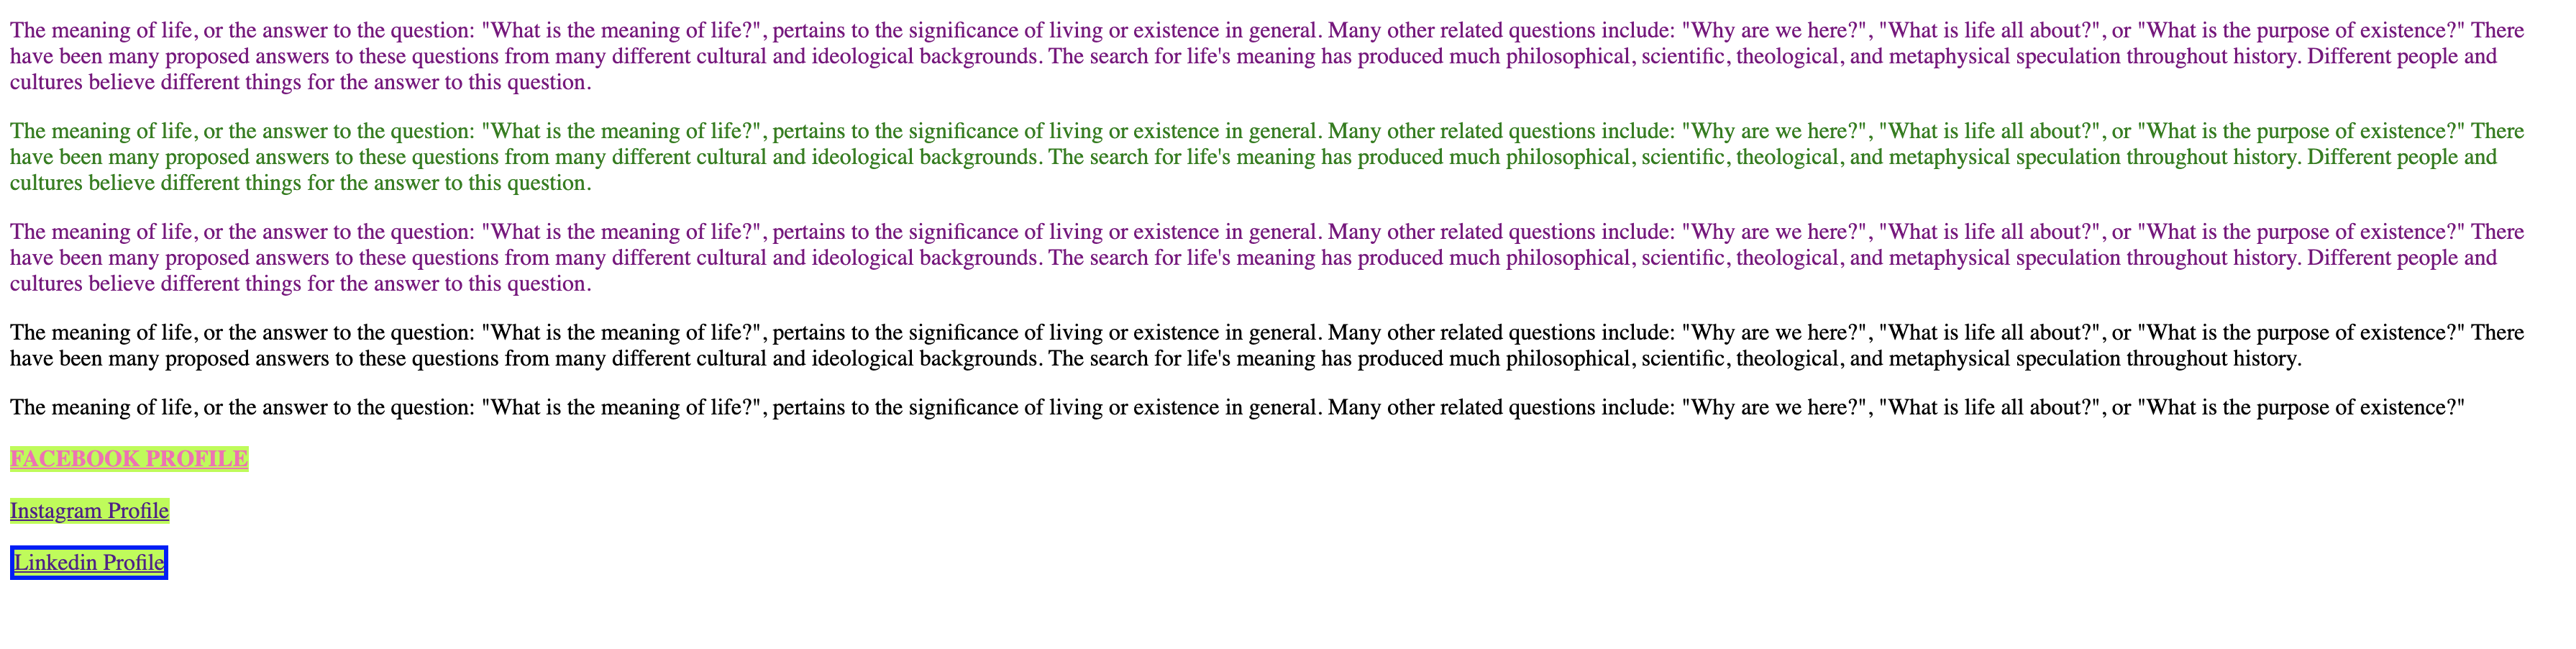 The meaning of life, or the answer to the question: "What is the meaning of life?", pertains to the significance of living or existence in general. Many other related questions include: "Why are we here?", "What is life all about?", or "What is the purpose of existence?" There
have been many proposed answers to these questions from many different cultural and ideological backgrounds. The search for life's meaning has produced much philosophical, scientific, theological, and metaphysical speculation throughout history. Different people and
cultures believe different things for the answer to this question.
The meaning of life, or the answer to the question: "What is the meaning of life?", pertains to the significance of living or existence in general. Many other related questions include: "Why are we here?", "What is life all about?", or "What is the purpose of existence?" There
have been many proposed answers to these questions from many different cultural and ideological backgrounds. The search for life's meaning has produced much philosophical, scientific, theological, and metaphysical speculation throughout history. Different people and
cultures believe different things for the answer to this question.
The meaning of life, or the answer to the question: "What is the meaning of life?", pertains to the significance of living or existence in general. Many other related questions include: "Why are we here?", "What is life all about?", or "What is the purpose of existence?" There
have been many proposed answers to these questions from many different cultural and ideological backgrounds. The search for life's meaning has produced much philosophical, scientific, theological, and metaphysical speculation throughout history. Different people and
cultures believe different things for the answer to this question.
The meaning of life, or the answer to the question: "What is the meaning of life?", pertains to the significance of living or existence in general. Many other related questions include: "Why are we here?", "What is life all about?", or "What is the purpose of existence?" There
have been many proposed answers to these questions from many different cultural and ideological backgrounds. The search for life's meaning has produced much philosophical, scientific, theological, and metaphysical speculation throughout history.
The meaning of life, or the answer to the question: "What is the meaning of life?", pertains to the significance of living or existence in general. Many other related questions include: "Why are we here?", "What is life all about?", or "What is the purpose of existence?"
FACEBOOK PROFILE
Instagram Profile
Linkedin Profile